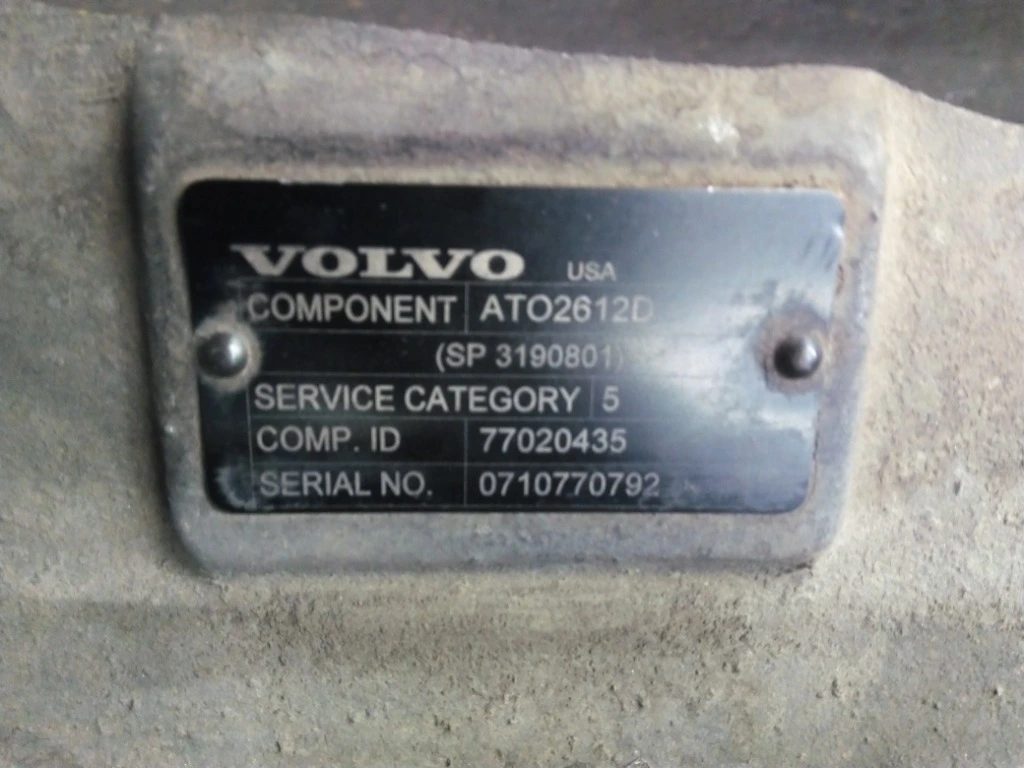 VOLVO USA
COMPONENT ATO2612D
(SP 3190801)
SERVICE CATEGORY 5
COMP. ID 77020435
SERIAL NO. 0710770792